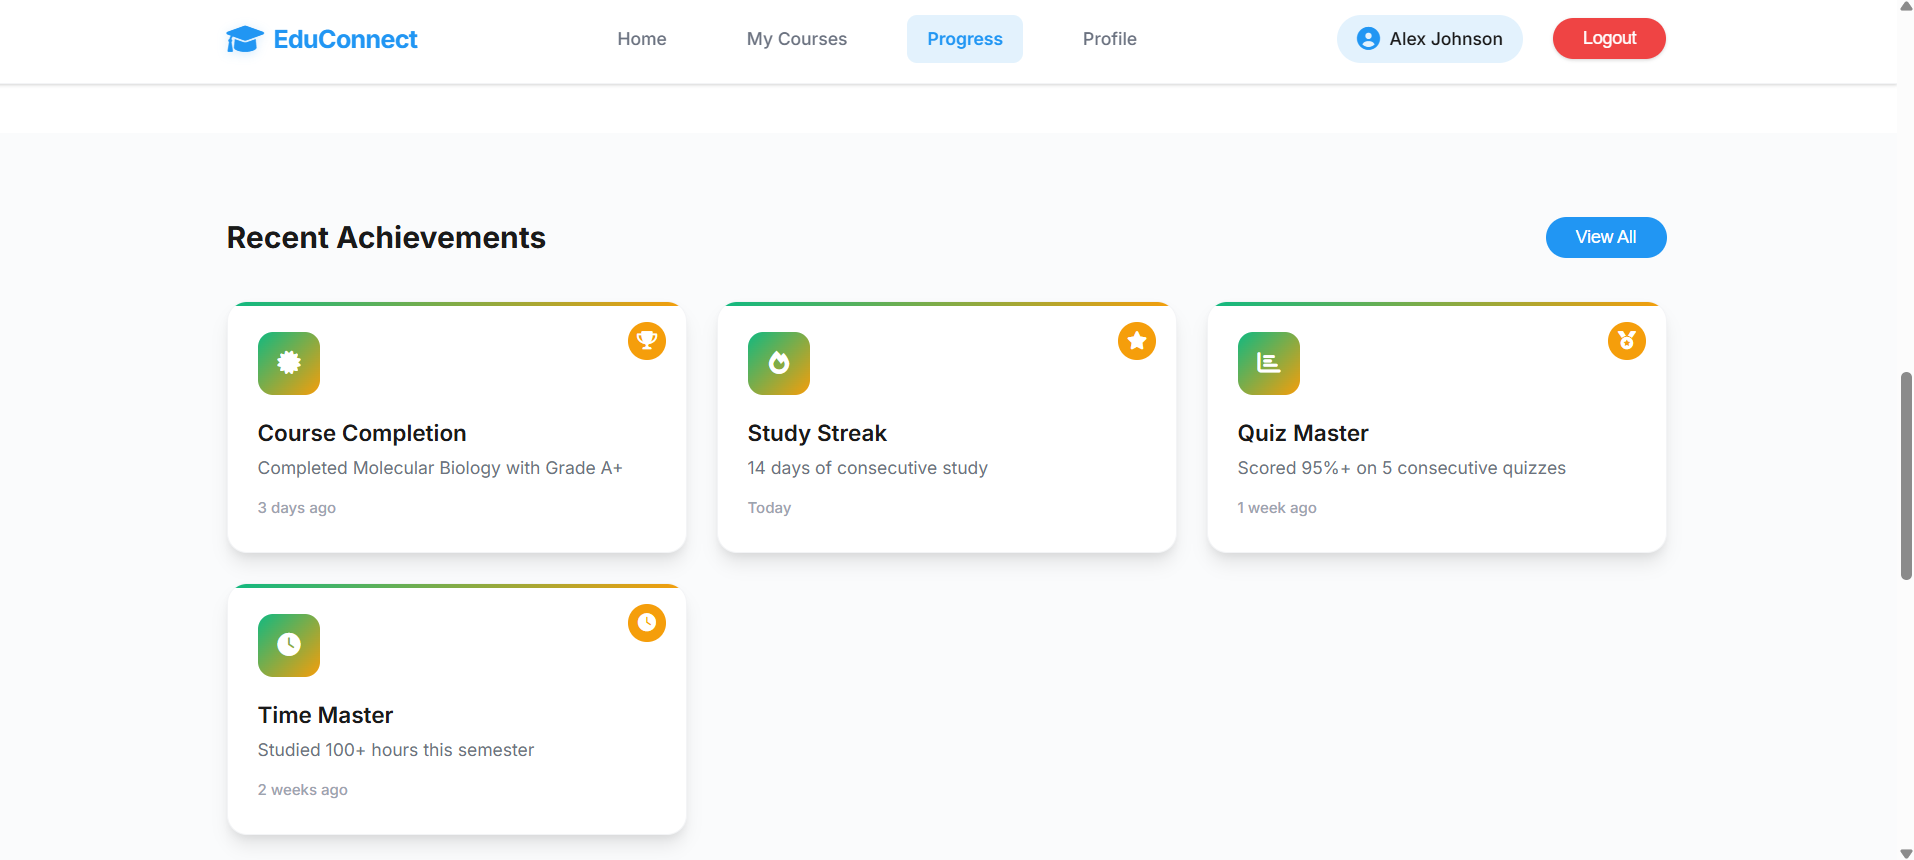 EduConnect
Home
My Courses
Progress
Profile
Alex Johnson
Logout
Recent Achievements
View All
Course Completion
Completed Molecular Biology with Grade A+
3 days ago
Study Streak
14 days of consecutive study
Today
Quiz Master
Scored 95%+ on 5 consecutive quizzes
1 week ago
Time Master
Studied 100+ hours this semester
2 weeks ago